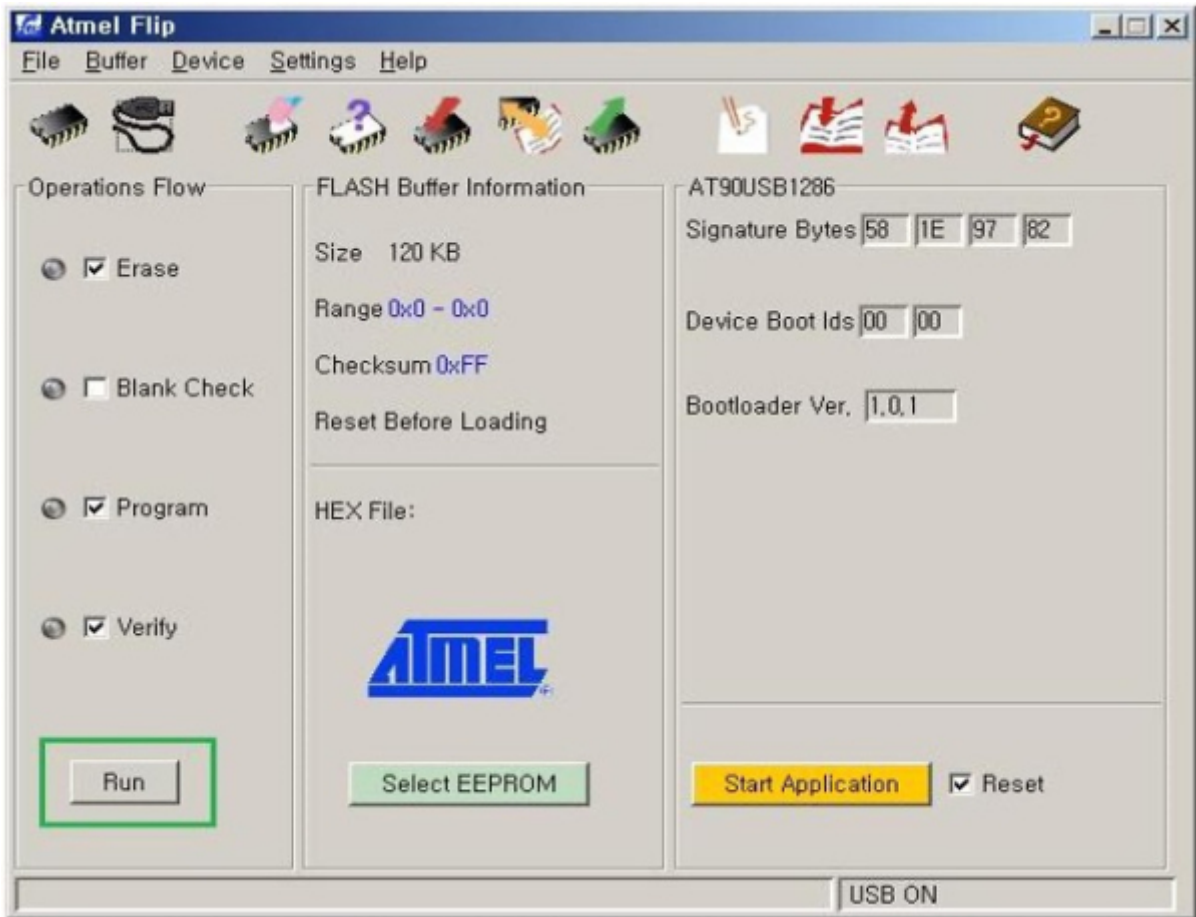 Atmel Flip
File Buffer Device Settings Help
Operations Flow
Erase
Blank Check
Program
Verify
Run
FLASH Buffer Information
Size 120 KB
Range 0x0 - 0x0
Checksum 0xFF
Reset Before Loading
HEX File:
ATMEL
Select EEPROM
AT90USB1286
Signature Bytes 58 1E 97 82
Device Boot Ids 00 00
Bootloader Ver, 1,0,1
Start Application Reset
USB ON